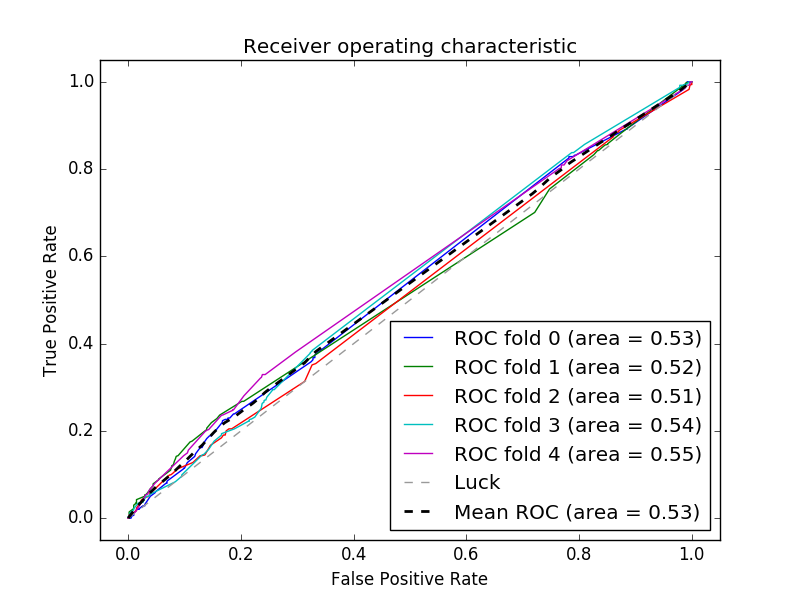 Receiver operating characteristic
1.0
0.8
0.6
0.4
0.2
0.0
True Positive Rate
ROC fold 0 (area = 0.53)
ROC fold 1 (area = 0.52)
ROC fold 2 (area = 0.51)
ROC fold 3 (area = 0.54)
ROC fold 4 (area = 0.55)
Luck
Mean ROC (area = 0.53)
0.0 0.2 0.4 0.6 0.8 1.0
False Positive Rate